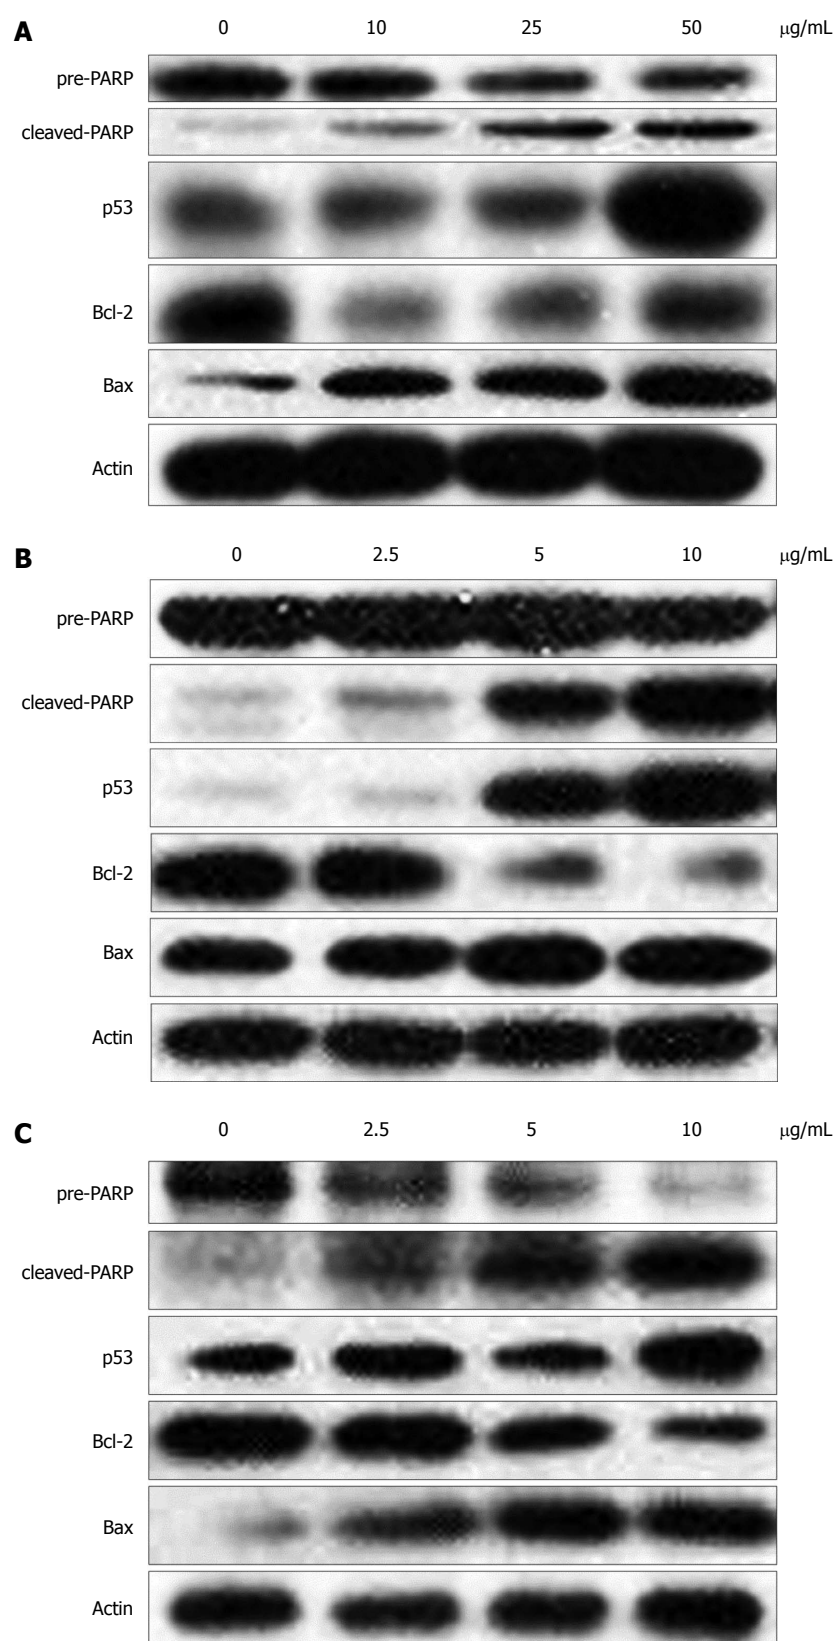 A 0 10 25 50 μg/mL
pre-PARP
cleaved-PARP
p53
Bcl-2
Bax
Actin
B 0 2.5 5 10 μg/mL
pre-PARP
cleaved-PARP
p53
Bcl-2
Bax
Actin
C 0 2.5 5 10 μg/mL
pre-PARP
cleaved-PARP
p53
Bcl-2
Bax
Actin